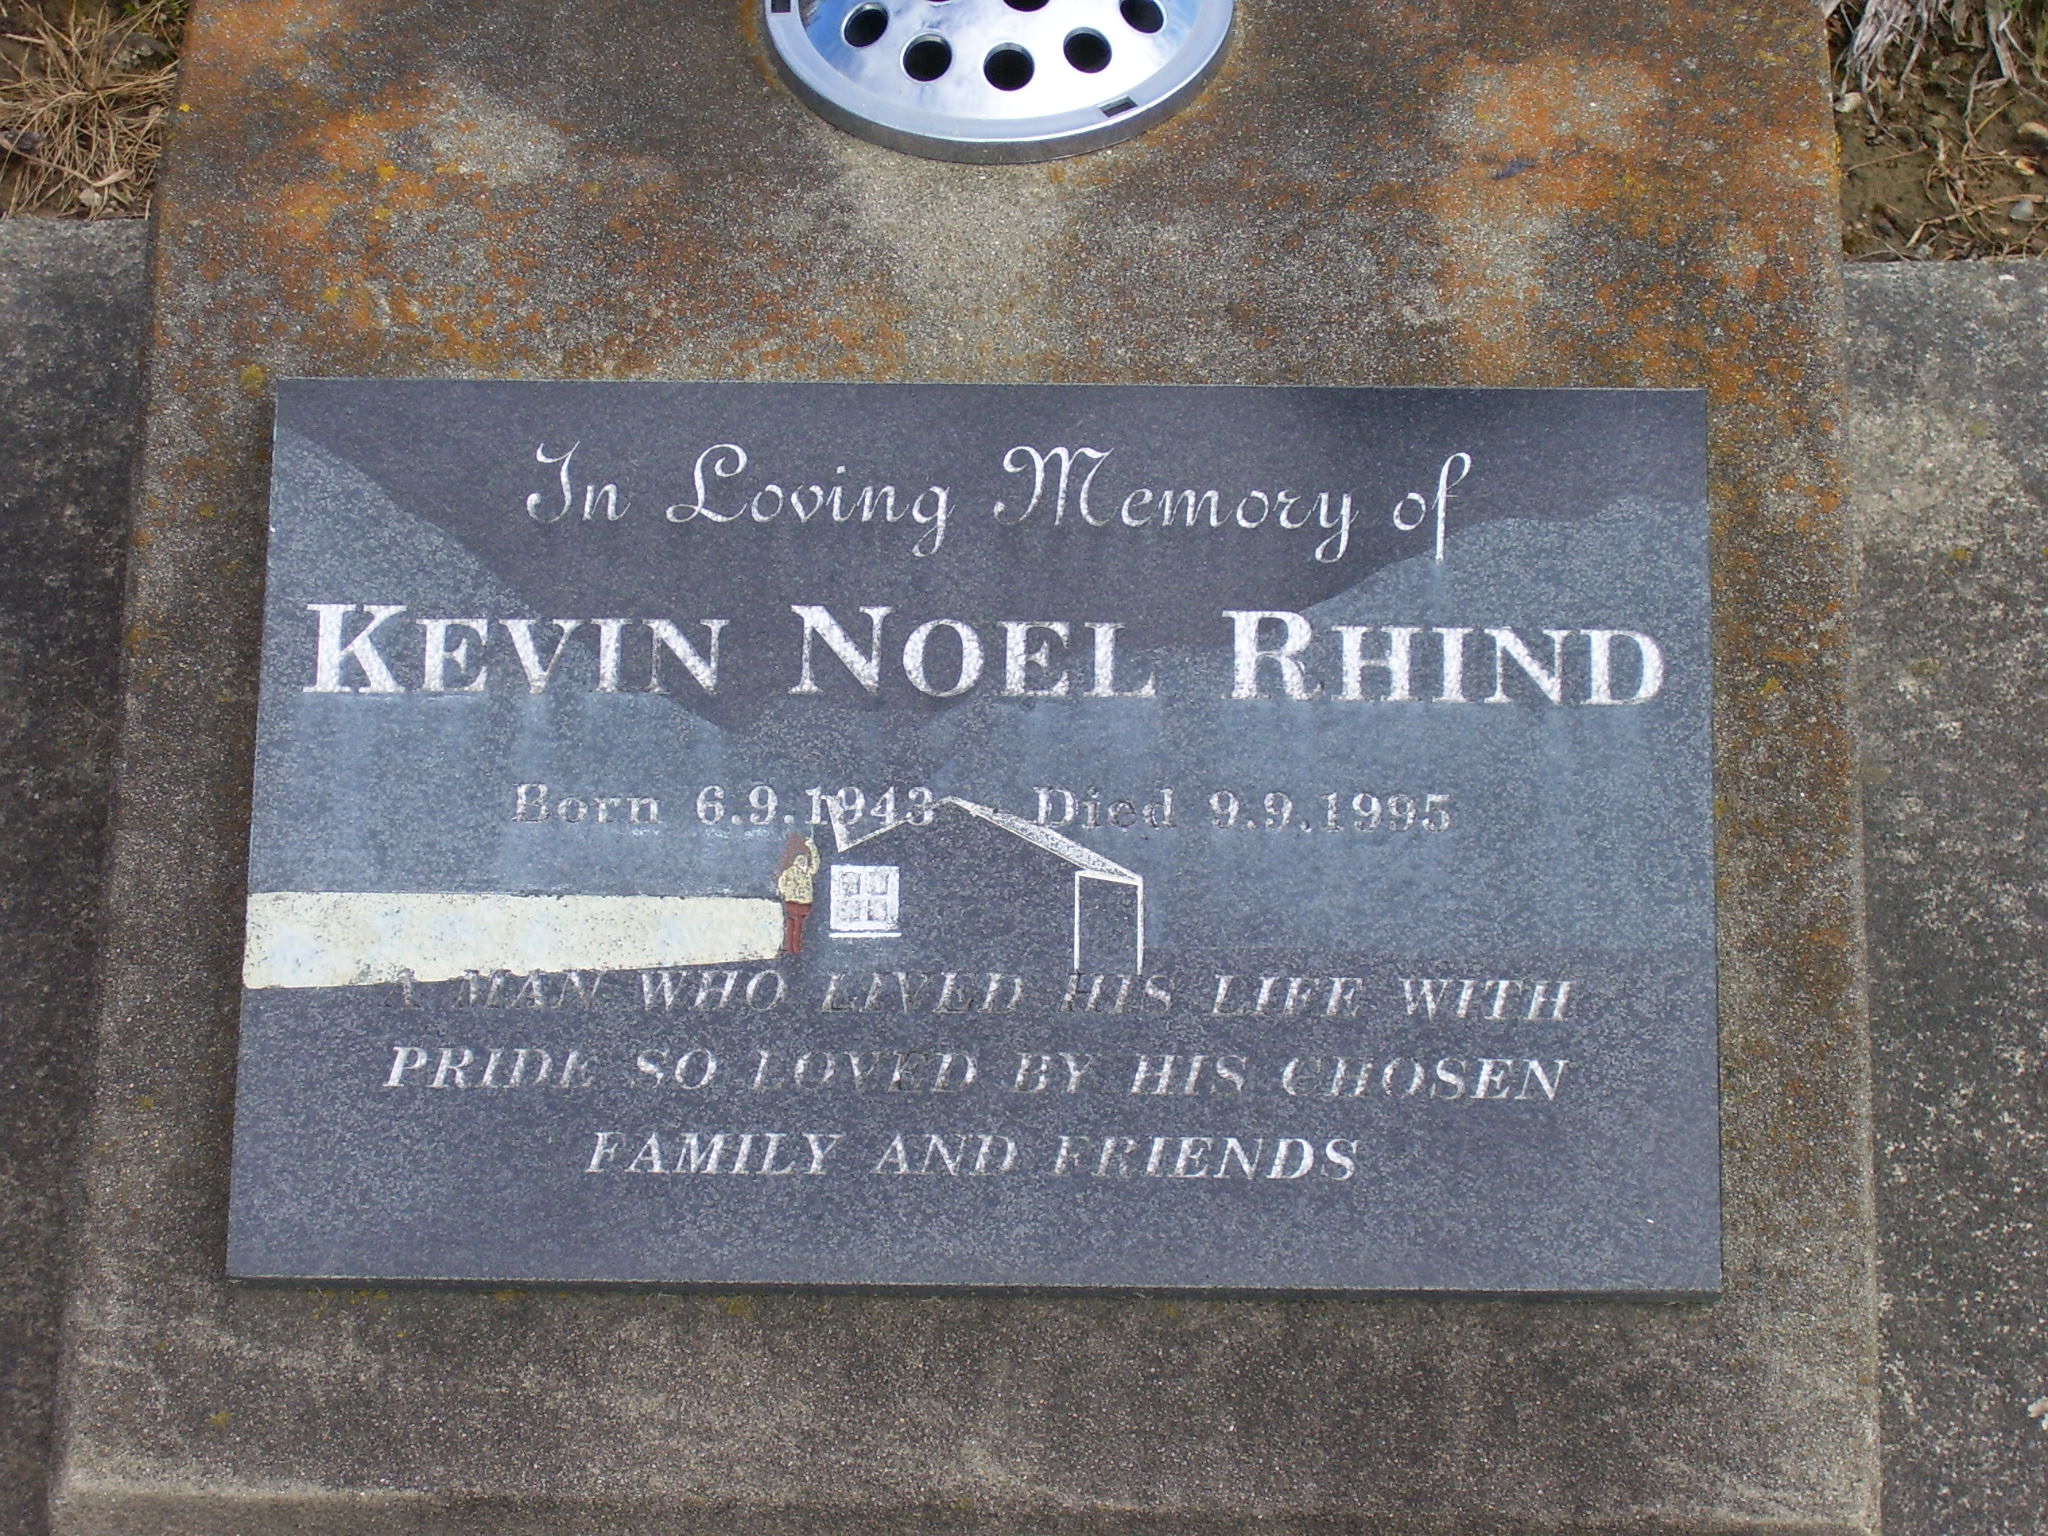 In Loving Memory of
KEVIN NOEL RHIND
Born 6.9.1943 Died 9.9.1995
A MAN WHO LIVED HIS LIFE WITH
PRIDE SO LOVED BY HIS CHOSEN
FAMILY AND FRIENDS